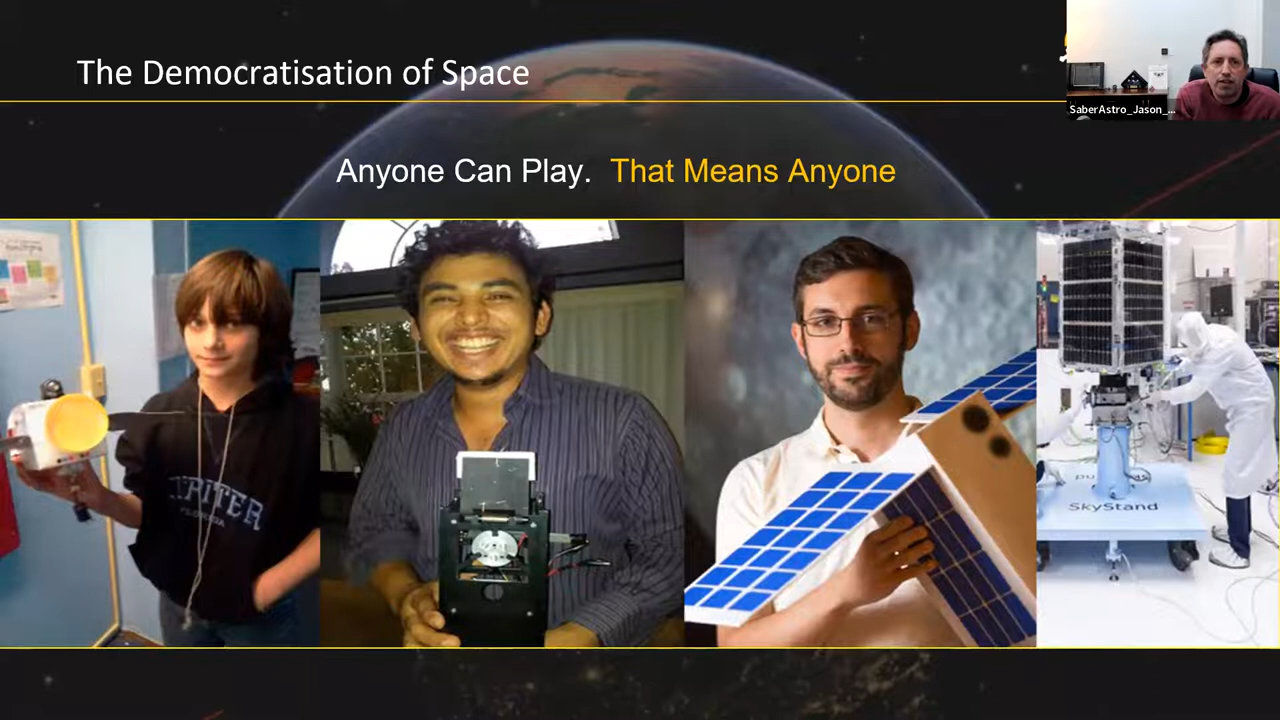 The Democratisation of Space
SaberAstro_Jason_...
Anyone Can Play. That Means Anyone
SkyStand